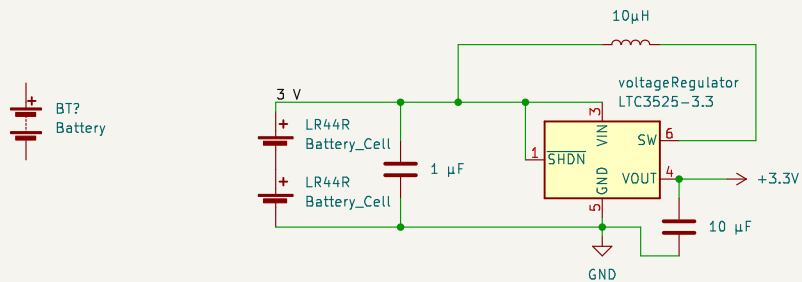 10µH
voltageRegulator
LTC3525-3.3
3 V
BT?
Battery
+
+
LR44R
Battery_Cell
+
LR44R
Battery_Cell
1 µF
3
VIN
SW
6
1
SHDN
GND
VOUT
4
5
+3.3V
10 µF
GND